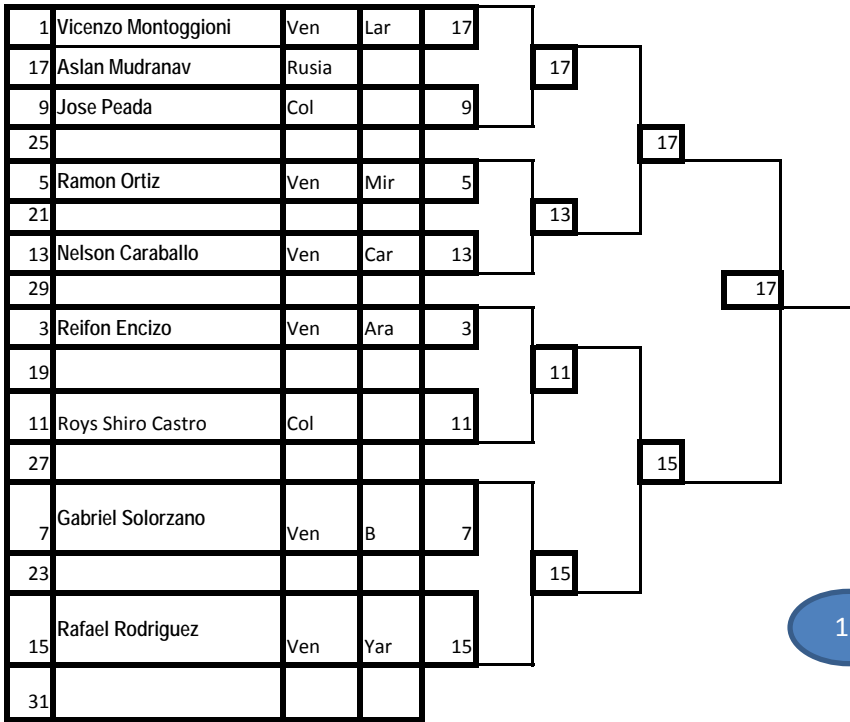 1 Vicenzo Montoggioni Ven Lar 17
17 Aslan Mudranav Rusia 17
9 Jose Peada Col 9
25 17
5 Ramon Ortiz Ven Mir 5
21 13
13 Nelson Caraballo Ven Car 13
29 17
3 Reifon Encizo Ven Ara 3
19 11
11 Roys Shiro Castro Col 11
27 15
7 Gabriel Solorzano Ven B 7
23 15
15 Rafael Rodriguez Ven Yar 15
1
31